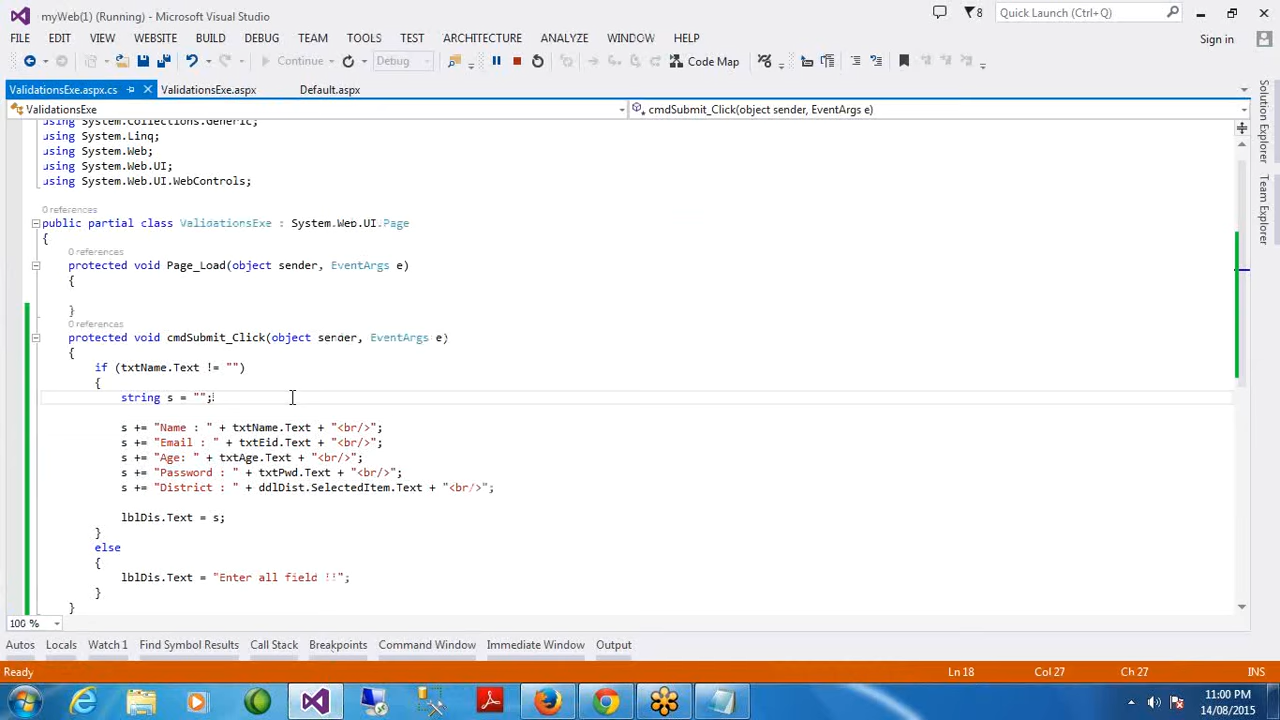 myWeb(1) (Running) - Microsoft Visual Studio
8
Quick Launch (Ctrl+Q)
FILE EDIT VIEW WEBSITE BUILD DEBUG TEAM TOOLS TEST ARCHITECTURE ANALYZE WINDOW HELP
Sign in
Continue
Debug
Code Map
ValidationsExe.aspx.cs
ValidationsExe.aspx
Default.aspx
ValidationsExe
cmdSubmit_Click(object sender, EventArgs e)
Solution Explorer
Team Explorer
using System.Collections.Generic;
using System.Linq;
using System.Web;
using System.Web.UI;
using System.Web.UI.WebControls;
0 references
public partial class ValidationsExe : System.Web.UI.Page
{
0 references
protected void Page_Load(object sender, EventArgs e)
{
}
0 references
protected void cmdSubmit_Click(object sender, EventArgs e)
{
if (txtName.Text != "")
{
string s = "";
s += "Name : " + txtName.Text + "<br/>";
s += "Email : " + txtEid.Text + "<br/>";
s += "Age: " + txtAge.Text + "<br/>";
s += "Password : " + txtPwd.Text + "<br/>";
s += "District : " + ddlDist.SelectedItem.Text + "<br/>";
lblDis.Text = s;
}
else
{
lblDis.Text = "Enter all field !!";
}
}
100 %
Autos Locals Watch 1 Find Symbol Results Call Stack Breakpoints Command Window Immediate Window Output
Ready
Ln 18
Col 27
Ch 27
INS
11:00 PM
14/08/2015